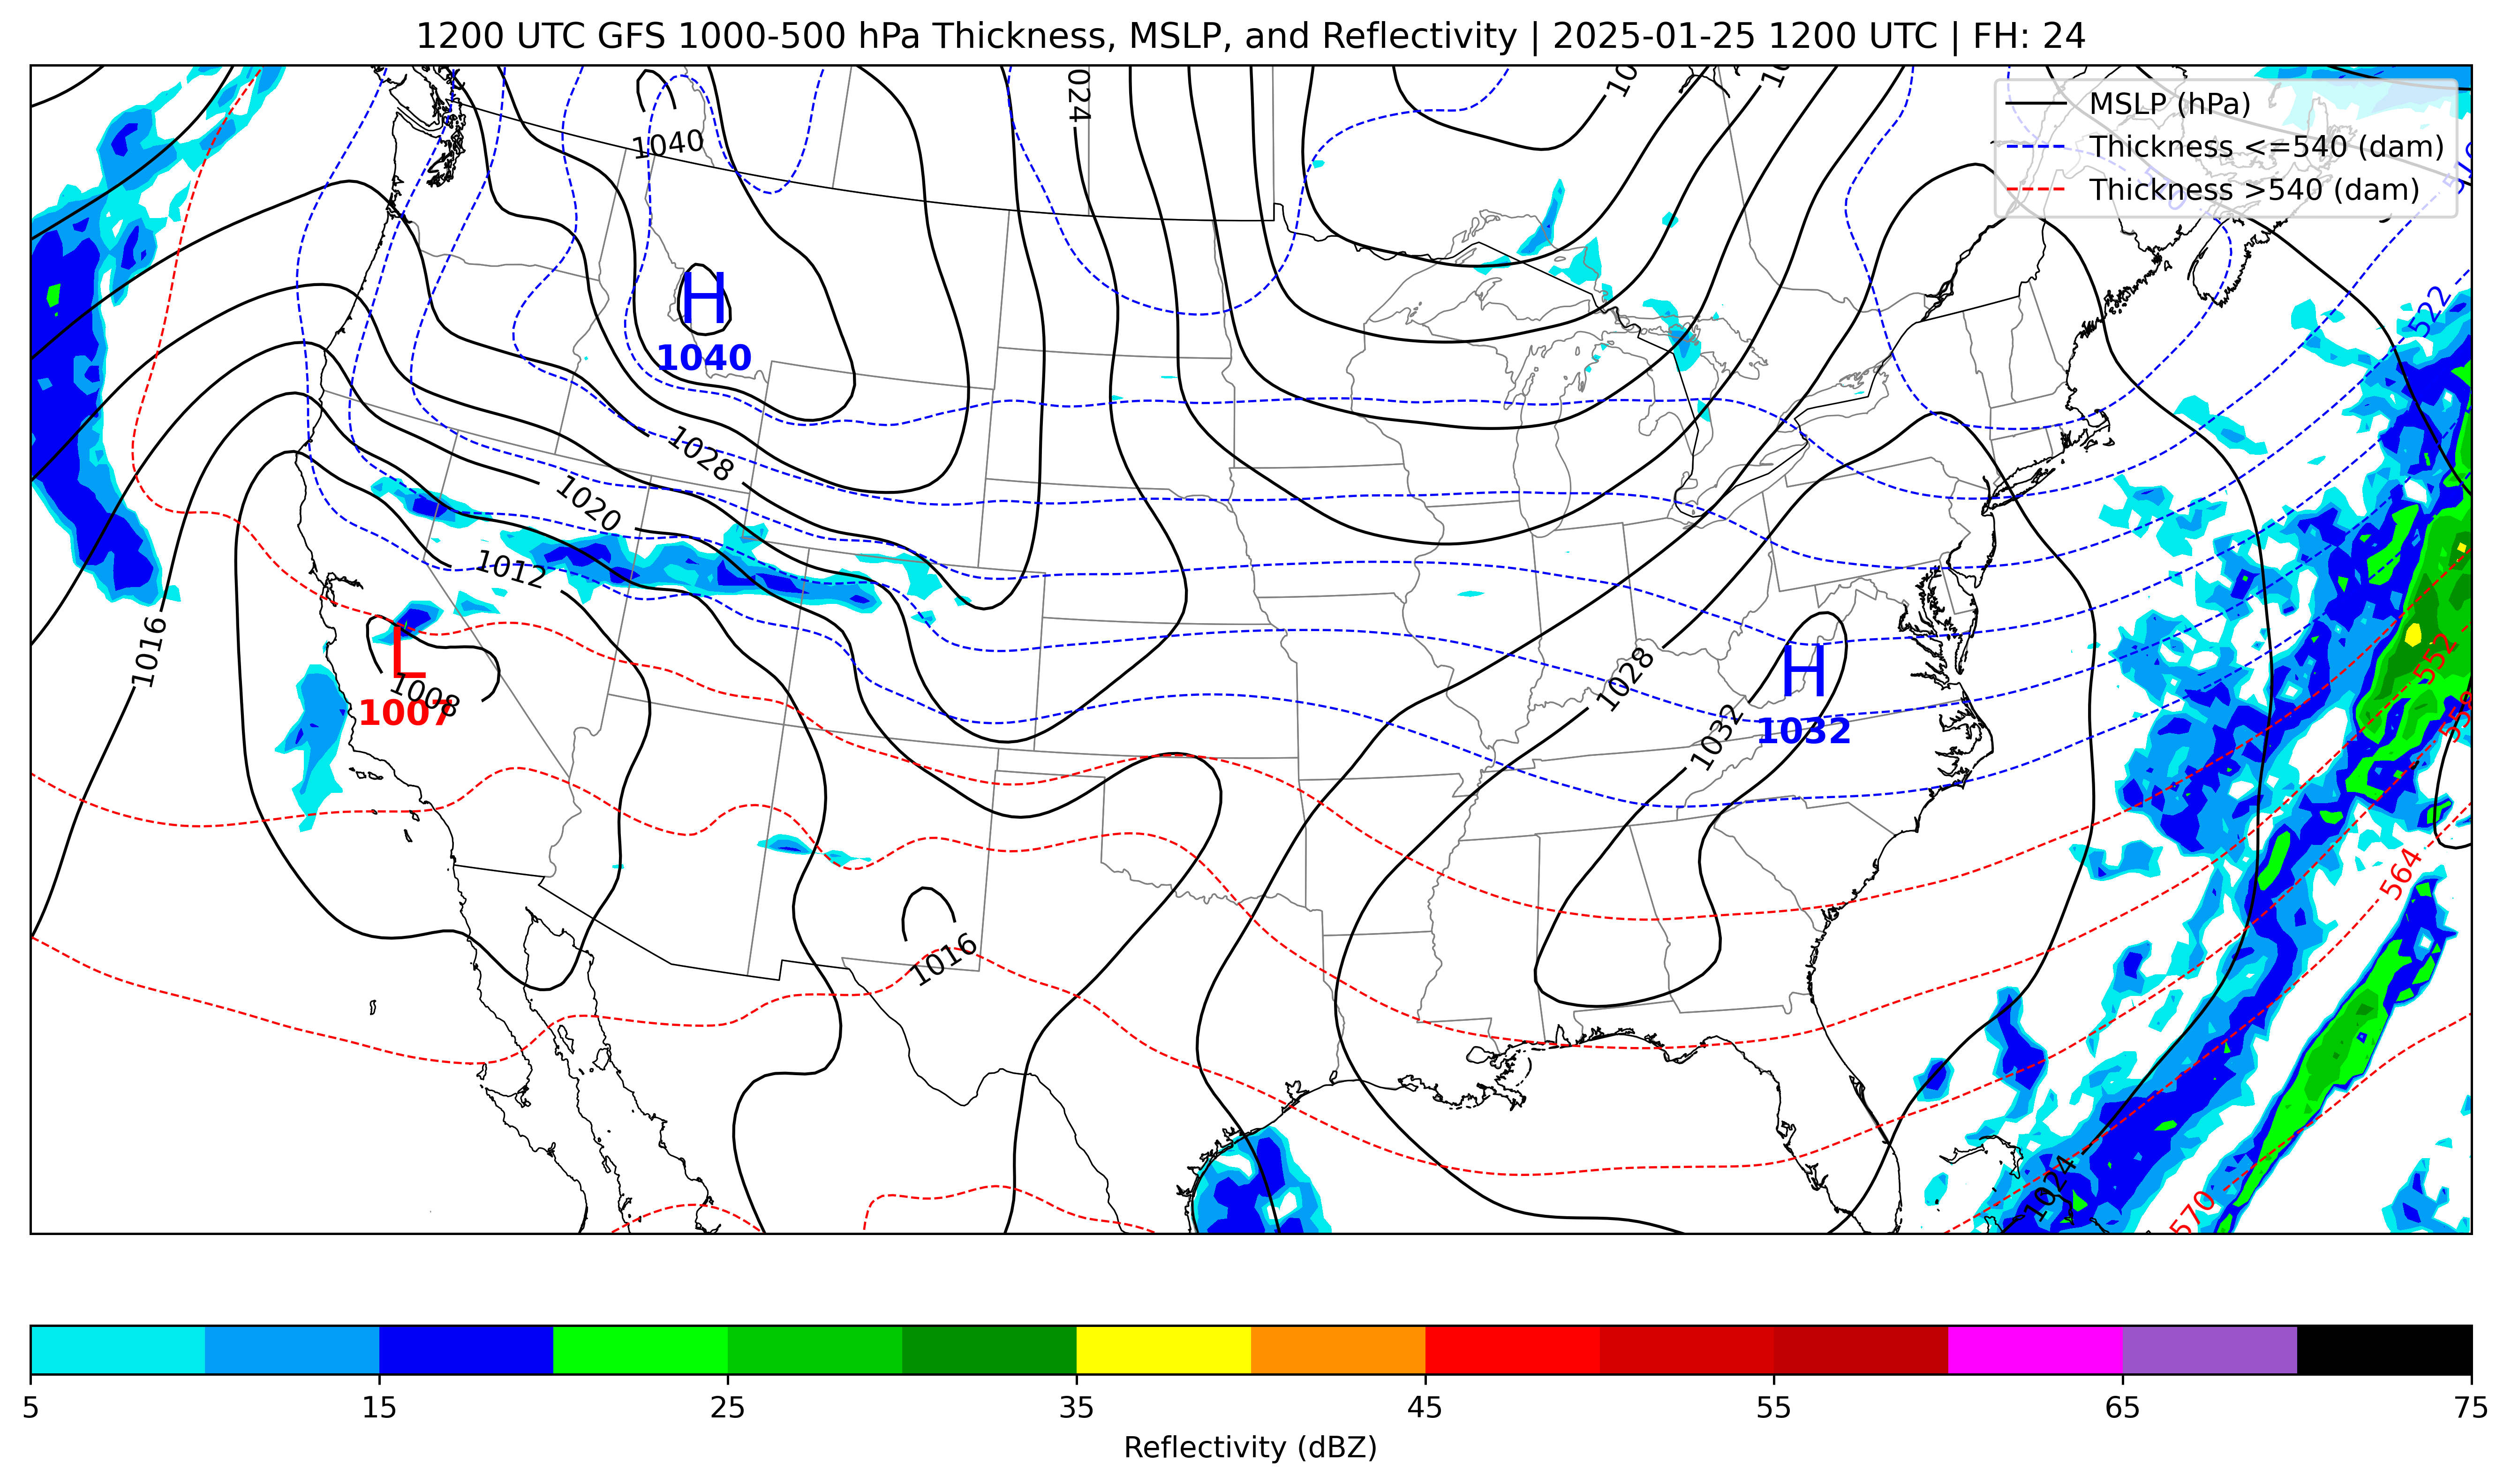 1200 UTC GFS 1000-500 hPa Thickness, MSLP, and Reflectivity | 2025-01-25 1200 UTC | FH: 24
MSLP (hPa)
Thickness <=540 (dam)
Thickness >540 (dam)
024
1040
H
1040
522
1028
1020
1012
1016
L
1008
1007
1028
H
1032
1032
552
558
564
1016
1024
570
5 15 25 35 45 55 65 75
Reflectivity (dBZ)